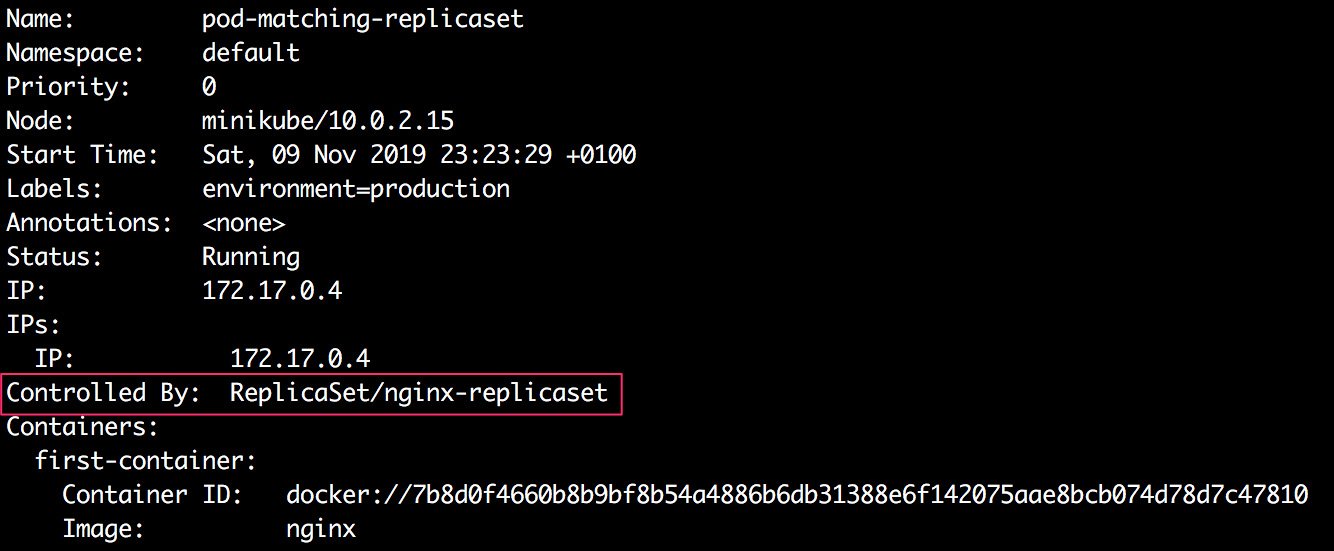 Name:         pod-matching-replicaset
Namespace:    default
Priority:     0
Node:         minikube/10.0.2.15
Start Time:   Sat, 09 Nov 2019 23:23:29 +0100
Labels:       environment=production
Annotations:  <none>
Status:       Running
IP:           172.17.0.4
IPs:
  IP:           172.17.0.4
Controlled By:  ReplicaSet/nginx-replicaset
Containers:
  first-container:
    Container ID:   docker://7b8d0f4660b8b9bf8b54a4886b6db31388e6f142075aae8bcb074d78d7c47810
    Image:          nginx